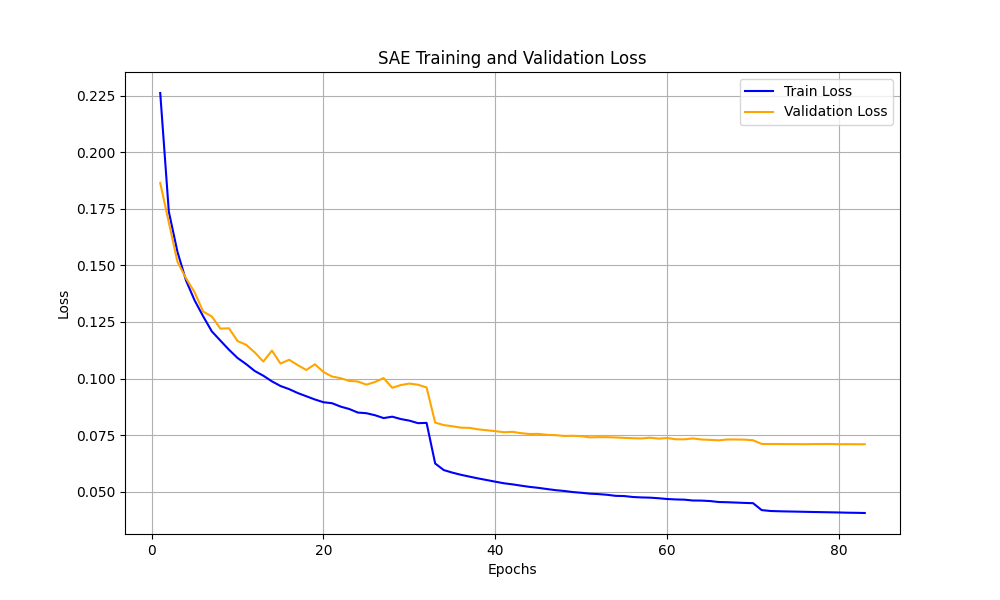 SAE Training and Validation Loss
Train Loss
Validation Loss
0.225
0.200
0.175
0.150
0.125
0.100
0.075
0.050
Loss
0
20
40
60
80
Epochs